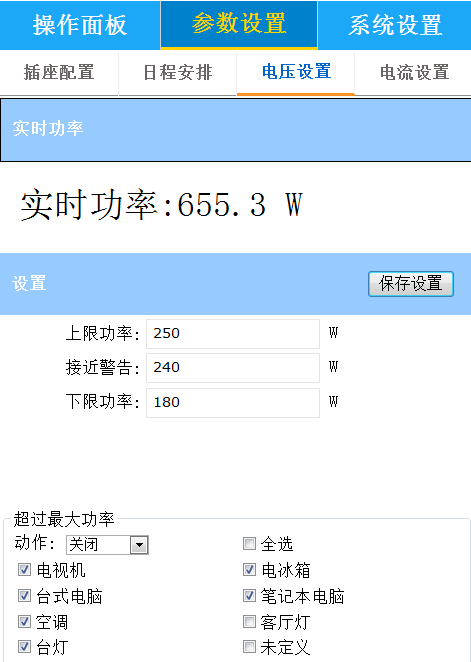 操作面板 参数设置 系统设置
插座配置 日程安排 电压设置 电流设置
实时功率
实时功率:655.3 W
设置 保存设置
上限功率: 250 W
接近警告: 240 W
下限功率: 180 W
超过最大功率
动作: 关闭 全选
电视机 电冰箱
台式电脑 笔记本电脑
空调 客厅灯
台灯 未定义